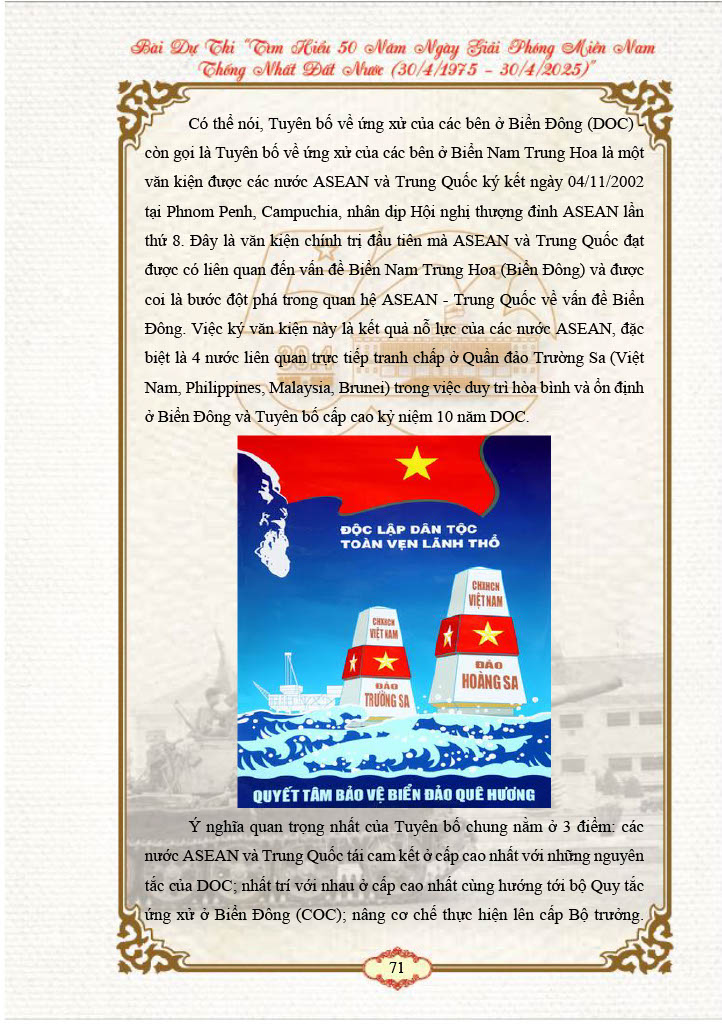 Bài Dự Thi "Tìm Hiểu 50 Năm Ngày Giải Phóng Miền Nam
Thống Nhất Đất Nước (30/4/1975 - 30/4/2025)"
Có thể nói, Tuyên bố về ứng xử của các bên ở Biển Đông (DOC) -
còn gọi là Tuyên bố về ứng xử của các bên ở Biển Nam Trung Hoa là một
văn kiện được các nước ASEAN và Trung Quốc ký kết ngày 04/11/2002
tại Phnom Penh, Campuchia, nhân dịp Hội nghị thượng đỉnh ASEAN lần
thứ 8. Đây là văn kiện chính trị đầu tiên mà ASEAN và Trung Quốc đạt
được có liên quan đến vấn đề Biển Nam Trung Hoa (Biển Đông) và được
coi là bước đột phá trong quan hệ ASEAN - Trung Quốc về vấn đề Biển
Đông. Việc ký văn kiện này là kết quả nỗ lực của các nước ASEAN, đặc
biệt là 4 nước liên quan trực tiếp tranh chấp ở Quần đảo Trường Sa (Việt
Nam, Philippines, Malaysia, Brunei) trong việc duy trì hòa bình và ổn định
ở Biển Đông và Tuyên bố cấp cao kỷ niệm 10 năm DOC.
30.4
ĐỘC LẬP DÂN TỘC
TOÀN VẸN LÃNH THỔ
CHXHCN
VIỆT NAM
ĐẢO
TRƯỜNG SA
CHXHCN
VIỆT NAM
ĐẢO
HOÀNG SA
QUYẾT TÂM BẢO VỆ BIỂN ĐẢO QUÊ HƯƠNG
Ý nghĩa quan trọng nhất của Tuyên bố chung nằm ở 3 điểm: các
nước ASEAN và Trung Quốc tái cam kết ở cấp cao nhất với những nguyên
tắc của DOC; nhất trí với nhau ở cấp cao nhất cùng hướng tới bộ Quy tắc
ứng xử ở Biển Đông (COC); nâng cơ chế thực hiện lên cấp Bộ trưởng.
71